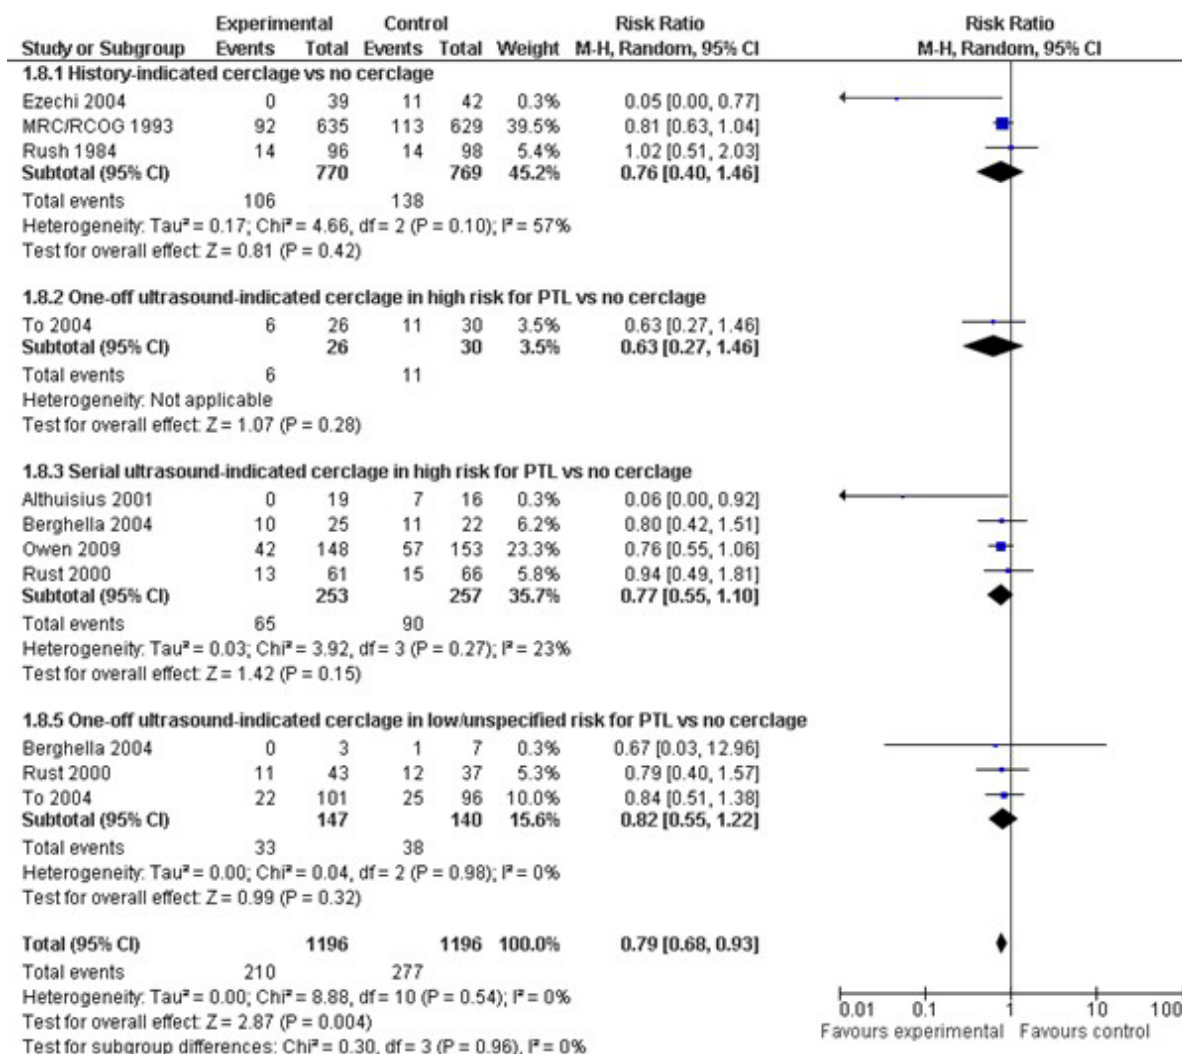 Experimental Control Risk Ratio Risk Ratio
Study or Subgroup Events Total Events Total Weight M-H, Random, 95% CI M-H, Random, 95% CI
1.8.1 History-indicated cerclage vs no cerclage
Ezechi 2004 0 39 11 42 0.3% 0.05 [0.00, 0.77]
MRC/RCOG 1993 92 635 113 629 39.5% 0.81 [0.63, 1.04]
Rush 1984 14 96 14 98 5.4% 1.02 [0.51, 2.03]
Subtotal (95% CI) 770 769 45.2% 0.76 [0.40, 1.46]
Total events 106 138
Heterogeneity: Tau² = 0.17; Chi² = 4.66, df = 2 (P = 0.10); I² = 57%
Test for overall effect: Z = 0.81 (P = 0.42)
1.8.2 One-off ultrasound-indicated cerclage in high risk for PTL vs no cerclage
To 2004 6 26 11 30 3.5% 0.63 [0.27, 1.46]
Subtotal (95% CI) 26 30 3.5% 0.63 [0.27, 1.46]
Total events 6 11
Heterogeneity: Not applicable
Test for overall effect: Z = 1.07 (P = 0.28)
1.8.3 Serial ultrasound-indicated cerclage in high risk for PTL vs no cerclage
Althuisius 2001 0 19 7 16 0.3% 0.06 [0.00, 0.92]
Berghella 2004 10 25 11 22 6.2% 0.80 [0.42, 1.51]
Owen 2009 42 148 57 153 23.3% 0.76 [0.55, 1.06]
Rust 2000 13 61 15 66 5.8% 0.94 [0.49, 1.81]
Subtotal (95% CI) 253 257 35.7% 0.77 [0.55, 1.10]
Total events 65 90
Heterogeneity: Tau² = 0.03; Chi² = 3.92, df = 3 (P = 0.27); I² = 23%
Test for overall effect: Z = 1.42 (P = 0.15)
1.8.5 One-off ultrasound-indicated cerclage in low/unspecified risk for PTL vs no cerclage
Berghella 2004 0 3 1 7 0.3% 0.67 [0.03, 12.96]
Rust 2000 11 43 12 37 5.3% 0.79 [0.40, 1.57]
To 2004 22 101 25 96 10.0% 0.84 [0.51, 1.38]
Subtotal (95% CI) 147 140 15.6% 0.82 [0.55, 1.22]
Total events 33 38
Heterogeneity: Tau² = 0.00; Chi² = 0.04, df = 2 (P = 0.98); I² = 0%
Test for overall effect: Z = 0.99 (P = 0.32)
Total (95% CI) 1196 1196 100.0% 0.79 [0.68, 0.93]
Total events 210 277
Heterogeneity: Tau² = 0.00; Chi² = 8.88, df = 10 (P = 0.54); I² = 0%
Test for overall effect: Z = 2.87 (P = 0.004)
Test for subgroup differences: Chi² = 0.30, df = 3 (P = 0.96), I² = 0%
0.01 0.1 1 10 100
Favours experimental Favours control